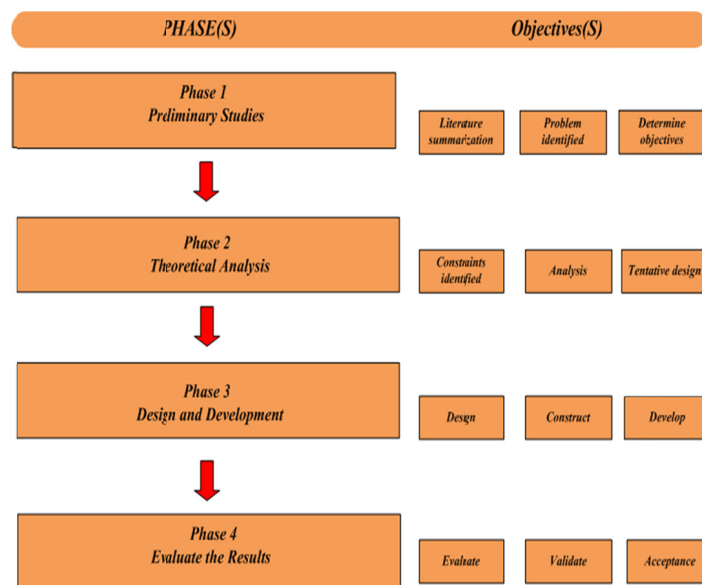 PHASE(S) Objectives(S)
Phase 1
Preliminary Studies
Literature summarization
Problem identified
Determine objectives
Phase 2
Theoretical Analysis
Constraints identified
Analysis
Tentative design
Phase 3
Design and Development
Design
Construct
Develop
Phase 4
Evaluate the Results
Evaluate
Validate
Acceptance